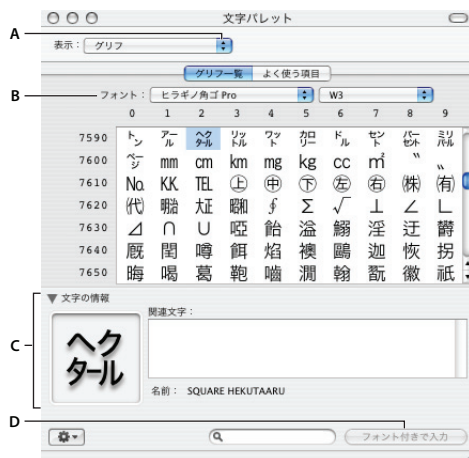 文字パレット
A
表示： グリフ
グリフ一覧 よく使う項目
B
フォント： ヒラギノ角ゴ Pro W3
0 1 2 3 4 5 6 7 8 9
7590 ㌧ ㌃ ㌶ ㍑ ㍗ ㌍ ㌦ ㌣ ㌫ ㍊
7600 ㌻ ㎜ ㎝ ㎞ ㎎ ㎏ ㏄ ㎡ 〝 〟
7610 № ㏍ ℡ ㊤ ㊥ ㊦ ㊧ ㊨ ㈱ ㈲
7620 ㈹ ㍾ ㍽ ㍼ ∮ ∑ √ ⊥ ∠ ∟
7630 ⊿ ∩ ∪ 啞 飴 溢 鰯 淫 迂 欝
7640 厩 閏 噂 餌 焰 襖 鷗 迦 恢 拐
7650 晦 喝 葛 鞄 嚙 澗 翰 翫 徽 祇
文字の情報
関連文字：
C
ヘクタール
名前： SQUARE HEKUTAARU
D
フォント付きで入力